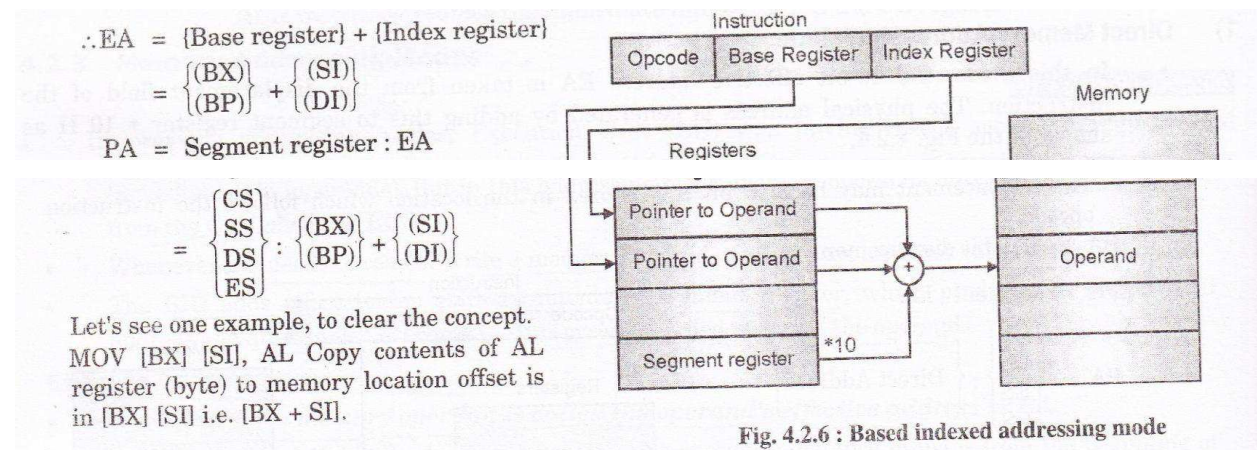 ∴EA = {Base register} + {Index register}
= {(BX) (BP)} + {(SI) (DI)}
PA = Segment register : EA
= {CS SS DS ES} : {(BX) (BP)} + {(SI) (DI)}
Let's see one example, to clear the concept.
MOV [BX] [SI], AL Copy contents of AL
register (byte) to memory location offset is
in [BX] [SI] i.e. [BX + SI].
Instruction
Opcode Base Register Index Register
Memory
Registers
Pointer to Operand
Pointer to Operand
+
Operand
Segment register
*10
Fig. 4.2.6 : Based indexed addressing mode